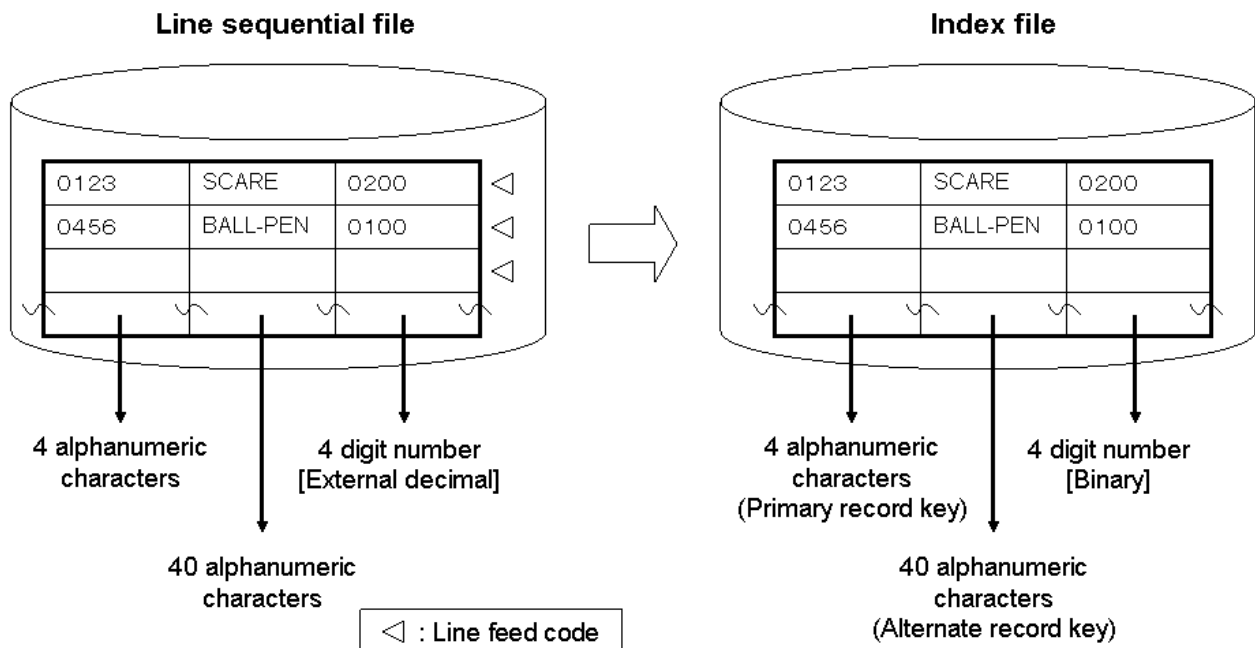 Line sequential file
0123 SCARE 0200
0456 BALL-PEN 0100
4 alphanumeric
characters
4 digit number
[External decimal]
40 alphanumeric
characters
: Line feed code
Index file
0123 SCARE 0200
0456 BALL-PEN 0100
4 alphanumeric
characters
(Primary record key)
4 digit number
[Binary]
40 alphanumeric
characters
(Alternate record key)